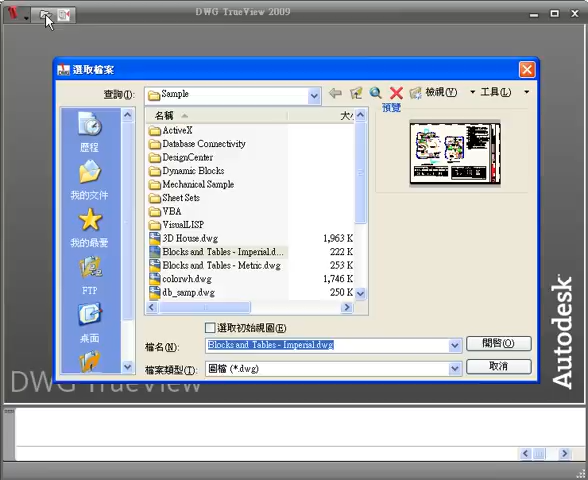 DWG TrueView 2009
選取檔案
查詢(I):
Sample
檢視(V)
工具(L)
預覽
名稱
大
歷程
我的文件
我的最愛
FTP
桌面
ActiveX
Database Connectivity
DesignCenter
Dynamic Blocks
Mechanical Sample
Sheet Sets
VBA
VisualLISP
3D House.dwg 1,963 K
Blocks and Tables - Imperial.d... 222 K
Blocks and Tables - Metric.dwg 253 K
colorwh.dwg 1,746 K
db_samp.dwg 250 K
選取初始視圖(E)
檔名(N):
Blocks and Tables - Imperial.dwg
開啟(O)
檔案類型(T):
圖檔 (*.dwg)
取消
DWG TrueView
Autodesk